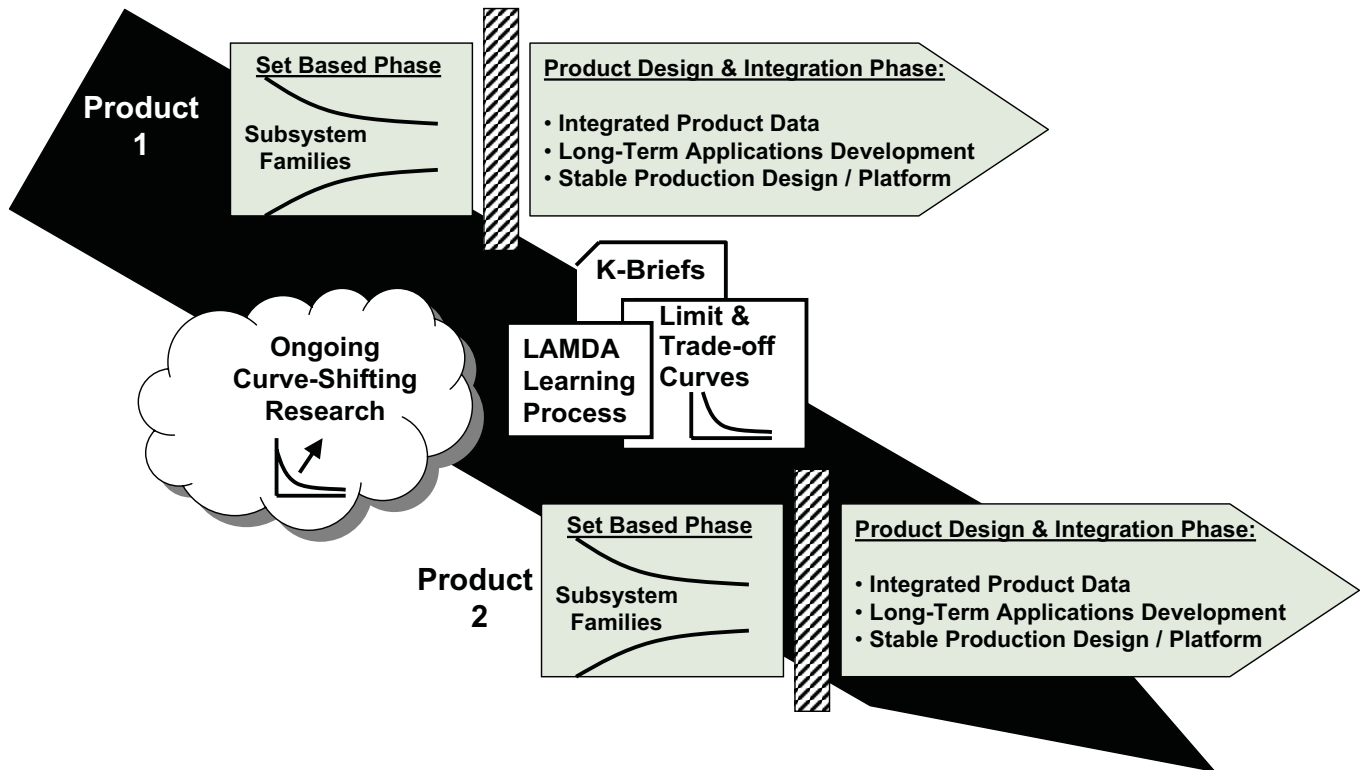 Product
1
Set Based Phase
Subsystem
Families
Product Design & Integration Phase:
• Integrated Product Data
• Long-Term Applications Development
• Stable Production Design / Platform
K-Briefs
Limit &
Trade-off
Curves
LAMDA
Learning
Process
Ongoing
Curve-Shifting
Research
Product
2
Set Based Phase
Subsystem
Families
Product Design & Integration Phase:
• Integrated Product Data
• Long-Term Applications Development
• Stable Production Design / Platform